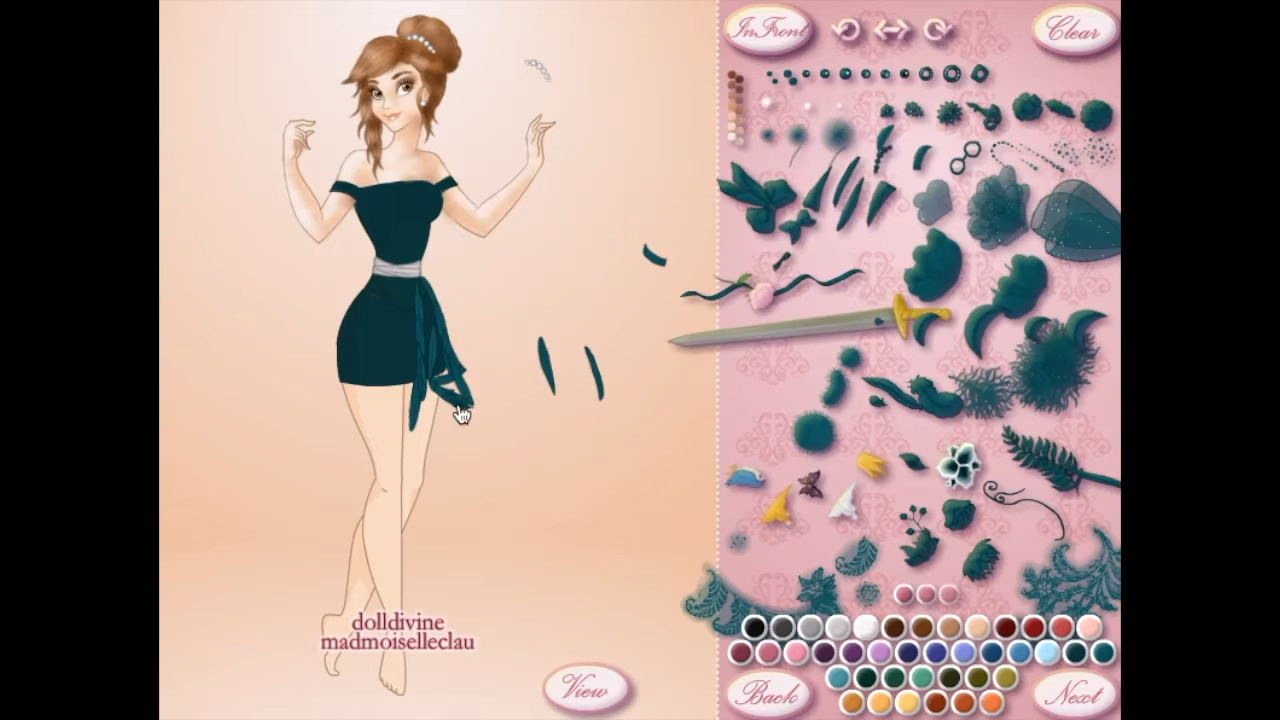 InFront
Clear
dolldivine
madmoiselleclau
View
Back
Next